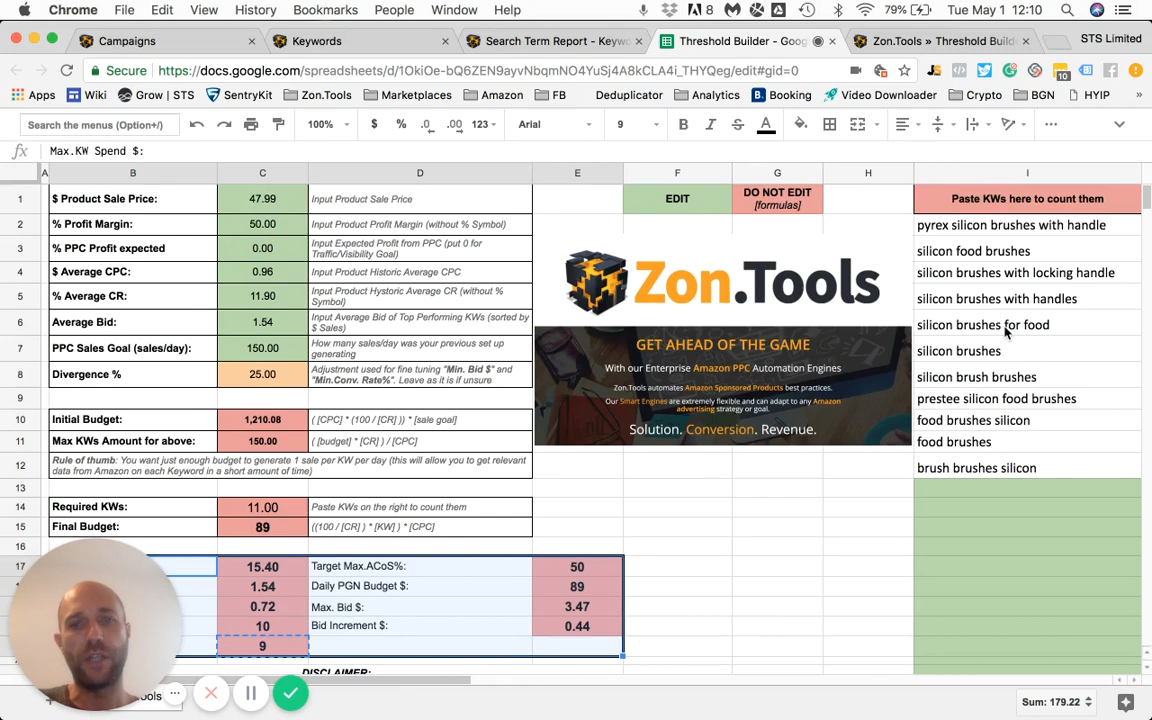 Chrome File Edit View History Bookmarks People Window Help 8 79% Tue May 1 12:10
Campaigns × Keywords × Search Term Report - Keyw × Threshold Builder - Goog × Zon.Tools » Threshold Build × STS Limited
Secure https://docs.google.com/spreadsheets/d/1OkiOe-bQ6ZEN9ayvNbqmNO4YuSj4A8kCLA4i_THYQeg/edit#gid=0 10
Apps Wiki Grow | STS SentryKit Zon.Tools Marketplaces Amazon FB Deduplicator Analytics Booking Video Downloader Crypto BGN HYIP »
Search the menus (Option+/) 100% $ % .0 .00 123 Arial 9 B I S A
fx Max.KW Spend $:
A B C D E F G H I
1 $ Product Sale Price: 47.99 Input Product Sale Price EDIT DO NOT EDIT [formulas] Paste KWs here to count them
2 % Profit Margin: 50.00 Input Product Profit Margin (without % Symbol) pyrex silicon brushes with handle
3 % PPC Profit expected 0.00 Input Expected Profit from PPC (put 0 for Traffic/Visibility Goal) silicon food brushes
4 $ Average CPC: 0.96 Input Product Historic Average CPC silicon brushes with locking handle
5 % Average CR: 11.90 Input Product Hystoric Average CR (without % Symbol) silicon brushes with handles
6 Average Bid: 1.54 Input Average Bid of Top Performing KWs (sorted by $ Sales) silicon brushes for food
7 PPC Sales Goal (sales/day): 150.00 How many sales/day was your previous set up generating silicon brushes
8 Divergence % 25.00 Adjustment used for fine tuning "Min. Bid $" and "Min.Conv. Rate%". Leave as it is if unsure silicon brush brushes
9 prestee silicon food brushes
10 Initial Budget: 1,210.08 ( [CPC] * (100 / [CR] )) * [sale goal] food brushes silicon
11 Max KWs Amount for above: 150.00 ( [budget] * [CR] ) / [CPC] food brushes
12 Rule of thumb: You want just enough budget to generate 1 sale per KW per day (this will allow you to get relevant data from Amazon on each Keyword in a short amount of time) brush brushes silicon
13
14 Required KWs: 11.00 Paste KWs on the right to count them
15 Final Budget: 89 ((100 / [CR] ) * [KW] ) * [CPC]
16
17 15.40 Target Max.ACoS%: 50
1.54 Daily PGN Budget $: 89
0.72 Max. Bid $: 3.47
10 Bid Increment $: 0.44
9
DISCLAIMER:
Zon.Tools
GET AHEAD OF THE GAME
With our Enterprise Amazon PPC Automation Engines
Zon.Tools automates Amazon Sponsored Products best practices.
Our Smart Engines are extremely flexible and can adapt to any Amazon
advertising strategy or goal.
Solution. Conversion. Revenue.
Sum: 179.22